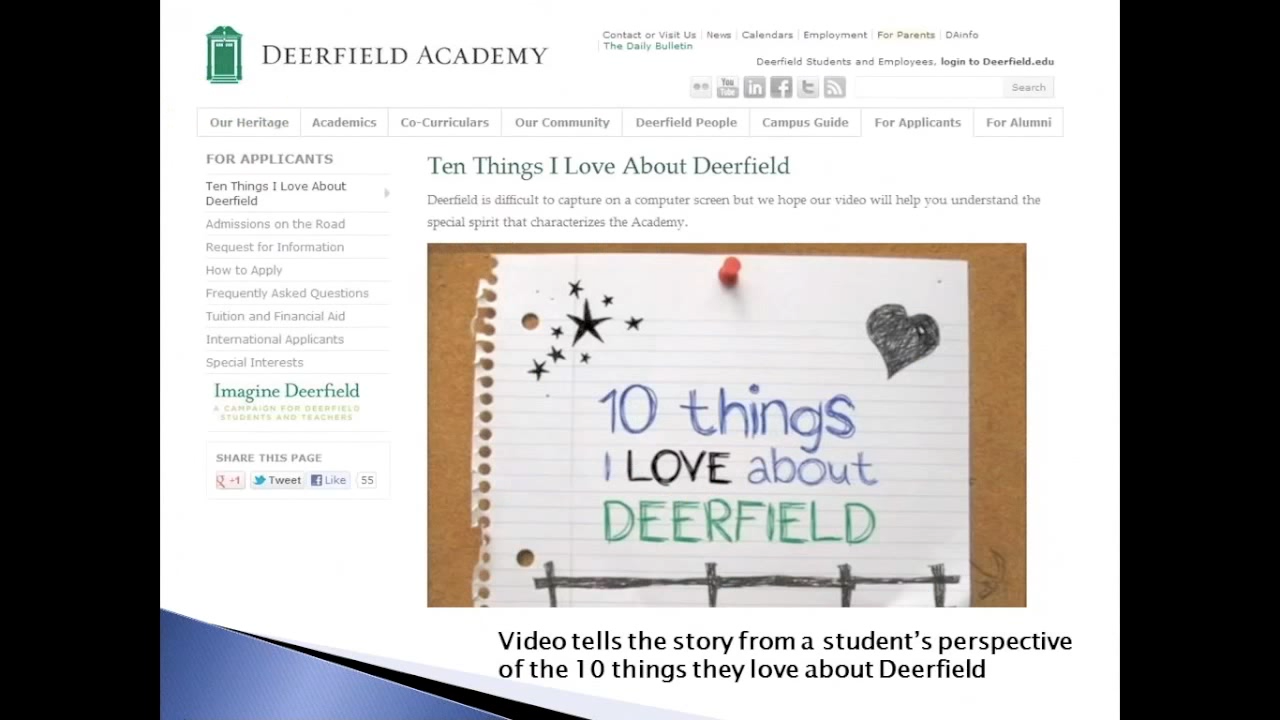 DEERFIELD ACADEMY
Contact or Visit Us | News | Calendars | Employment | For Parents | DAinfo
| The Daily Bulletin
Deerfield Students and Employees, login to Deerfield.edu
You Tube in f t
Search
Our Heritage Academics Co-Curriculars Our Community Deerfield People Campus Guide For Applicants For Alumni
FOR APPLICANTS
Ten Things I Love About
Deerfield
Admissions on the Road
Request for Information
How to Apply
Frequently Asked Questions
Tuition and Financial Aid
International Applicants
Special Interests
Imagine Deerfield
A CAMPAIGN FOR DEERFIELD
STUDENTS AND TEACHERS
SHARE THIS PAGE
+1 Tweet Like 55
Ten Things I Love About Deerfield
Deerfield is difficult to capture on a computer screen but we hope our video will help you understand the
special spirit that characterizes the Academy.
10 things
I LOVE about
DEERFIELD
Video tells the story from a student's perspective
of the 10 things they love about Deerfield